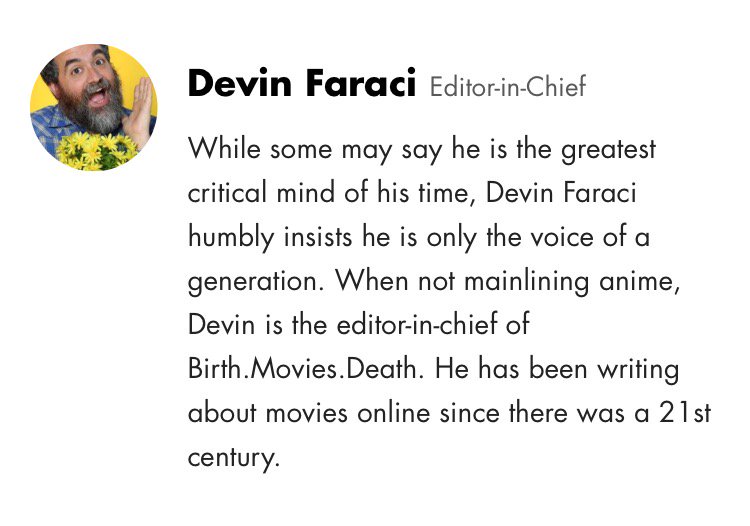 Devin Faraci Editor-in-Chief
While some may say he is the greatest
critical mind of his time, Devin Faraci
humbly insists he is only the voice of a
generation. When not mainlining anime,
Devin is the editor-in-chief of
Birth.Movies.Death. He has been writing
about movies online since there was a 21st
century.